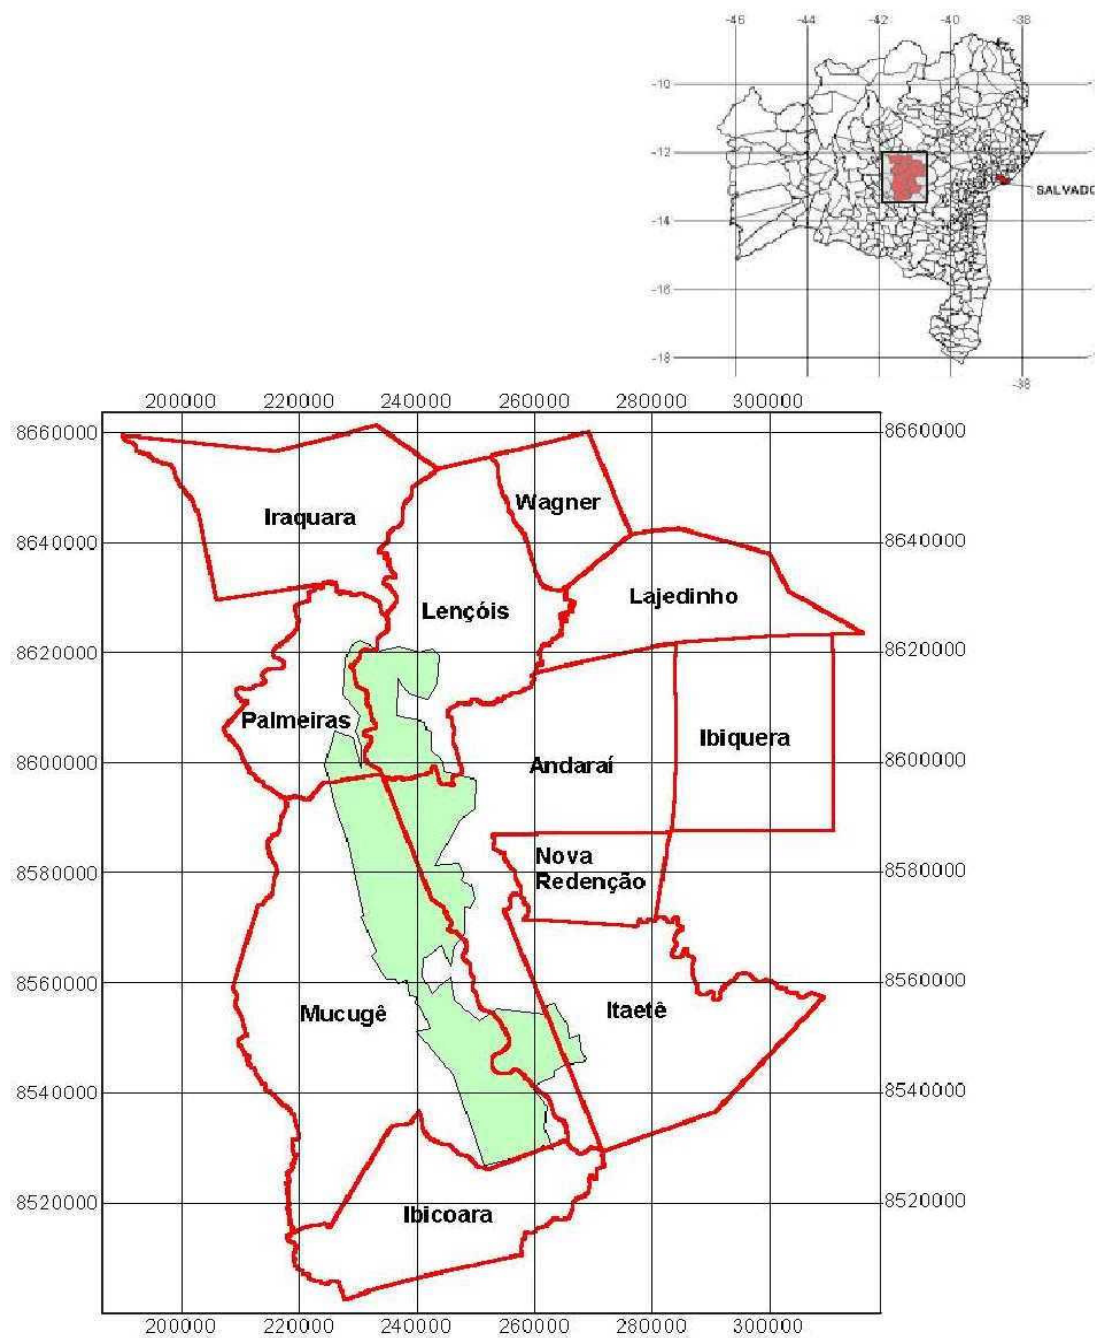 -46 -42 -40 -38
-10
-12
SALVADO
-14
-16
-18
-38
200000 220000 240000 260000 280000 300000
8660000 8660000
Wagner
Iraquara
8640000 8640000
Lençóis Lajedinho
8620000 8620000
Palmeiras
Ibiquera
8600000 Andaraí 8600000
Nova
Redenção
8580000 8580000
8560000 8560000
Mucugê Itaetê
8540000 8540000
8520000 8520000
Ibicoara
200000 220000 240000 260000 280000 300000